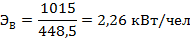 Э_В = 1015/448,5 = 2,26 кВт/чел